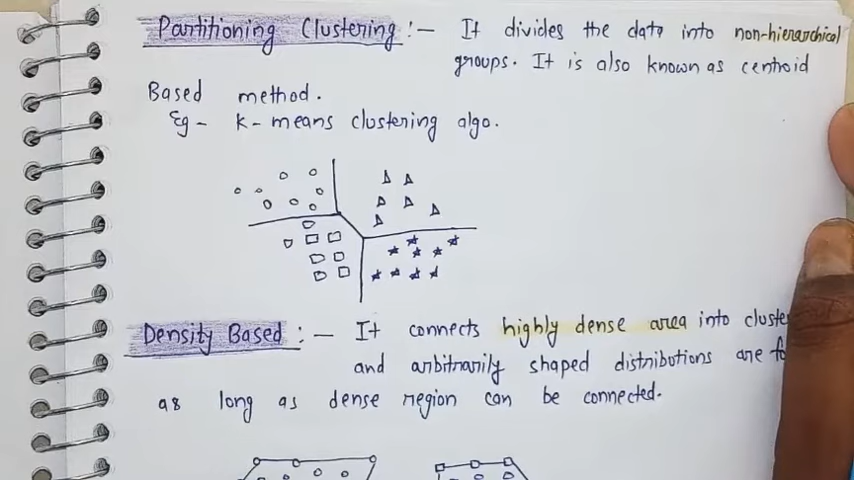 Partitioning Clustering :- It divides the data into non-hierarchical
groups. It is also known as centroid
Based method.
Eg- k-means clustering algo.
Density Based :- It connects highly dense area into
and arbitrarily shaped distributions are
as long as dense region can be connected.